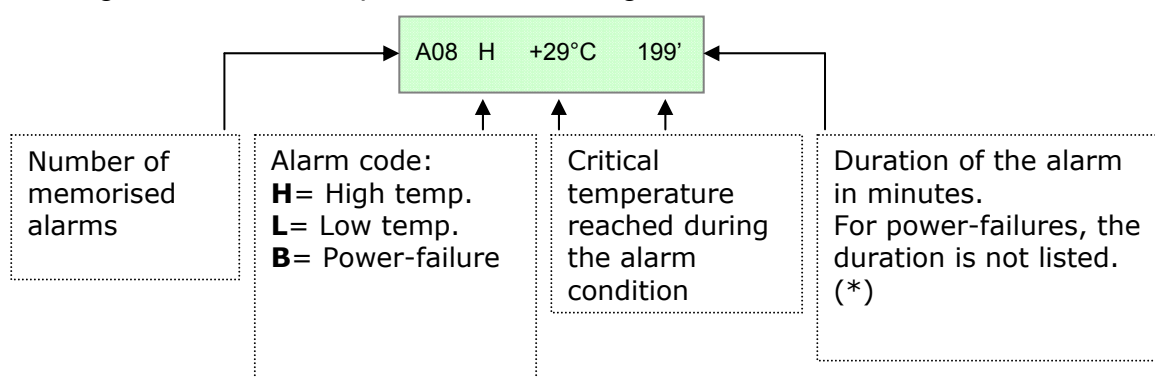 A08 H +29°C 199’
Number of
memorised
alarms
Alarm code:
H= High temp.
L= Low temp.
B= Power-failure
Critical
temperature
reached during
the alarm
condition
Duration of the alarm
in minutes.
For power-failures, the
duration is not listed.
(*)